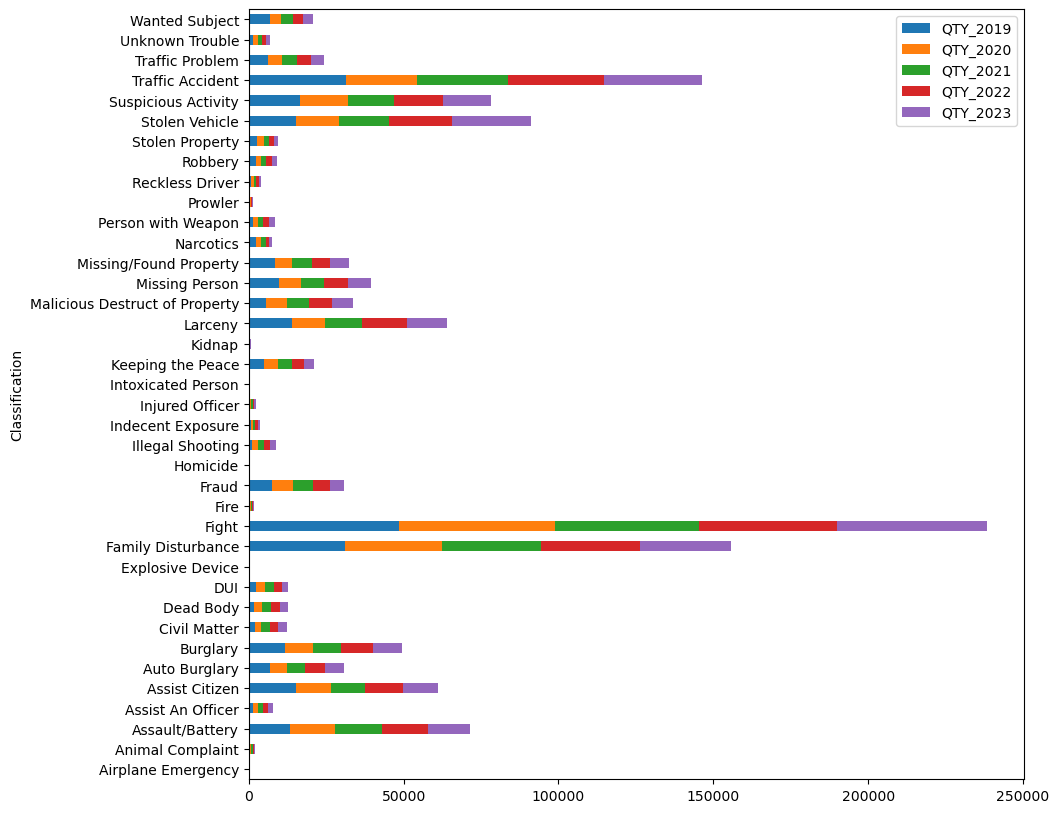 Wanted Subject
Unknown Trouble
Traffic Problem
Traffic Accident
Suspicious Activity
Stolen Vehicle
Stolen Property
Robbery
Reckless Driver
Prowler
Person with Weapon
Narcotics
Missing/Found Property
Missing Person
Malicious Destruct of Property
Larceny
Kidnap
Keeping the Peace
Intoxicated Person
Injured Officer
Indecent Exposure
Illegal Shooting
Homicide
Fraud
Fire
Fight
Family Disturbance
Explosive Device
DUI
Dead Body
Civil Matter
Burglary
Auto Burglary
Assist Citizen
Assist An Officer
Assault/Battery
Animal Complaint
Airplane Emergency
Classification
0 50000 100000 150000 200000 250000
QTY_2019
QTY_2020
QTY_2021
QTY_2022
QTY_2023